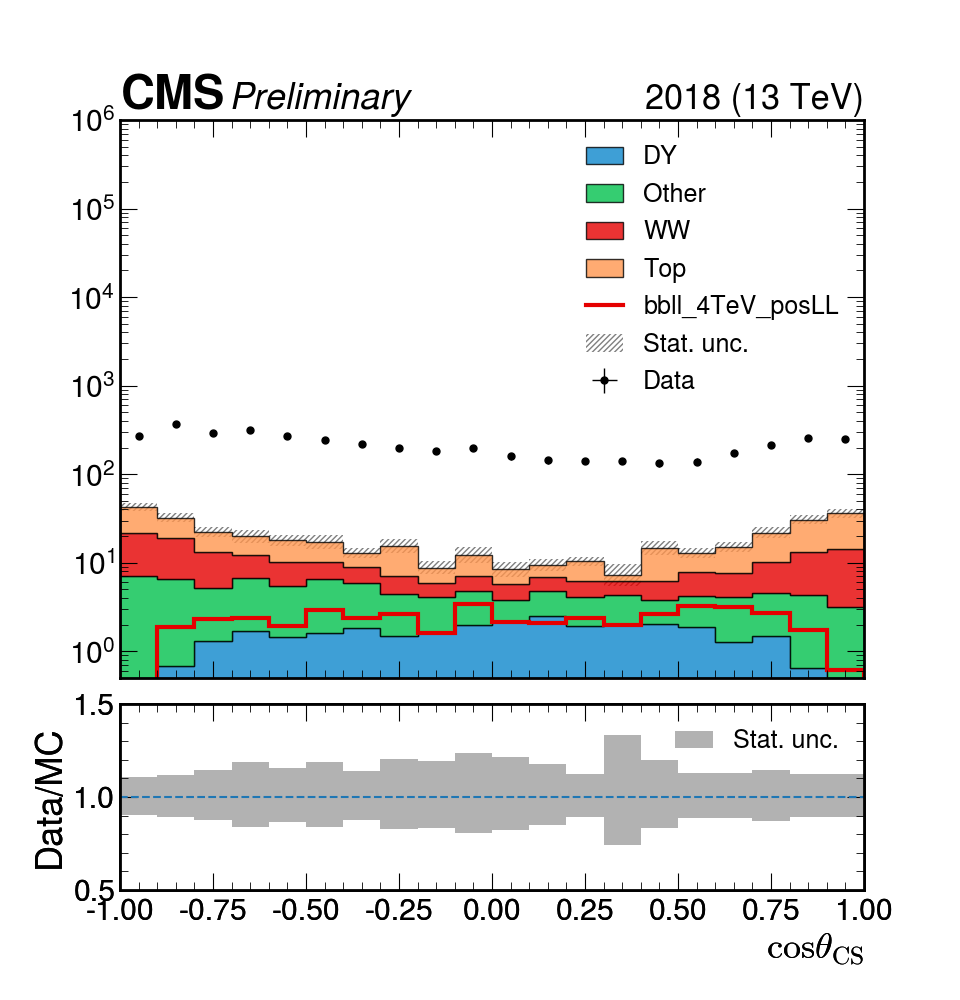 CMS Preliminary 2018 (13 TeV)
10^6
10^5
10^4
10^3
10^2
10^1
10^0
DY
Other
WW
Top
bbll_4TeV_posLL
Stat. unc.
Data
Data/MC
1.5
1.0
0.5
Stat. unc.
-1.00 -0.75 -0.50 -0.25 0.00 0.25 0.50 0.75 1.00
cosθ_CS